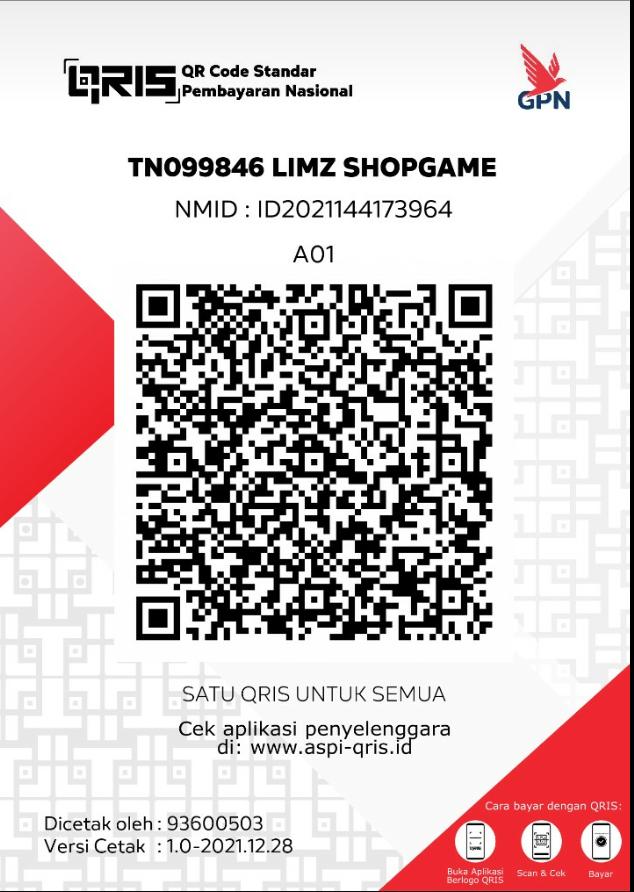 QRIS QR Code Standar
Pembayaran Nasional
GPN
TN099846 LIMZ SHOPGAME
NMID : ID2021144173964
A01
SATU QRIS UNTUK SEMUA
Cek aplikasi penyelenggara
di: www.aspi-qris.id
Dicetak oleh : 93600503
Versi Cetak : 1.0-2021.12.28
Cara bayar dengan QRIS:
Buka Aplikasi
Berlogo QRIS
Scan & Cek
Bayar